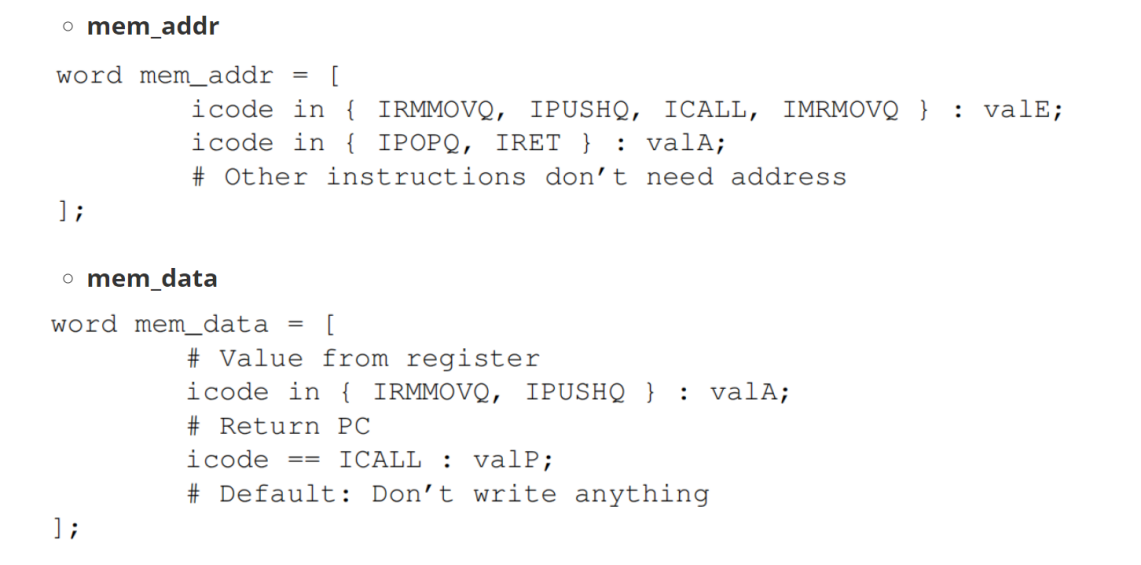 ○ mem_addr
word mem_addr = [
icode in { IRMMOVQ, IPUSHQ, ICALL, IMRMOVQ } : valE;
icode in { IPOPQ, IRET } : valA;
# Other instructions don’t need address
];
○ mem_data
word mem_data = [
# Value from register
icode in { IRMMOVQ, IPUSHQ } : valA;
# Return PC
icode == ICALL : valP;
# Default: Don’t write anything
];